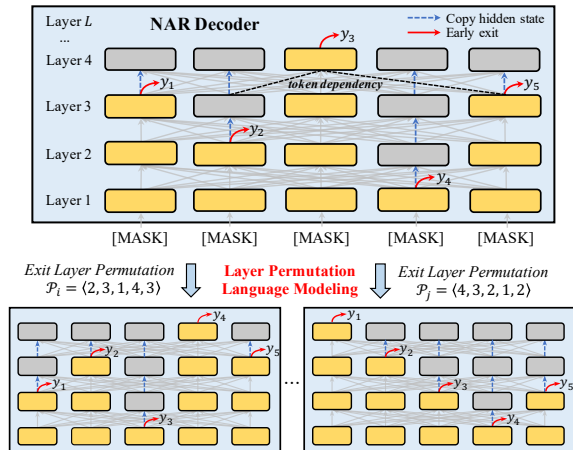 Layer L
NAR Decoder
Copy hidden state
Early exit
...
Layer 4
y₃
y₁
token dependency
y₅
Layer 3
y₂
Layer 2
y₄
Layer 1
[MASK] [MASK] [MASK] [MASK] [MASK]
Exit Layer Permutation
𝒫ᵢ = ⟨2, 3, 1, 4, 3⟩
Layer Permutation
Language Modeling
Exit Layer Permutation
𝒫ⱼ = ⟨4, 3, 2, 1, 2⟩
y₄
y₂
y₅
y₁
y₃
...
y₁
y₂
y₃
y₅
y₄